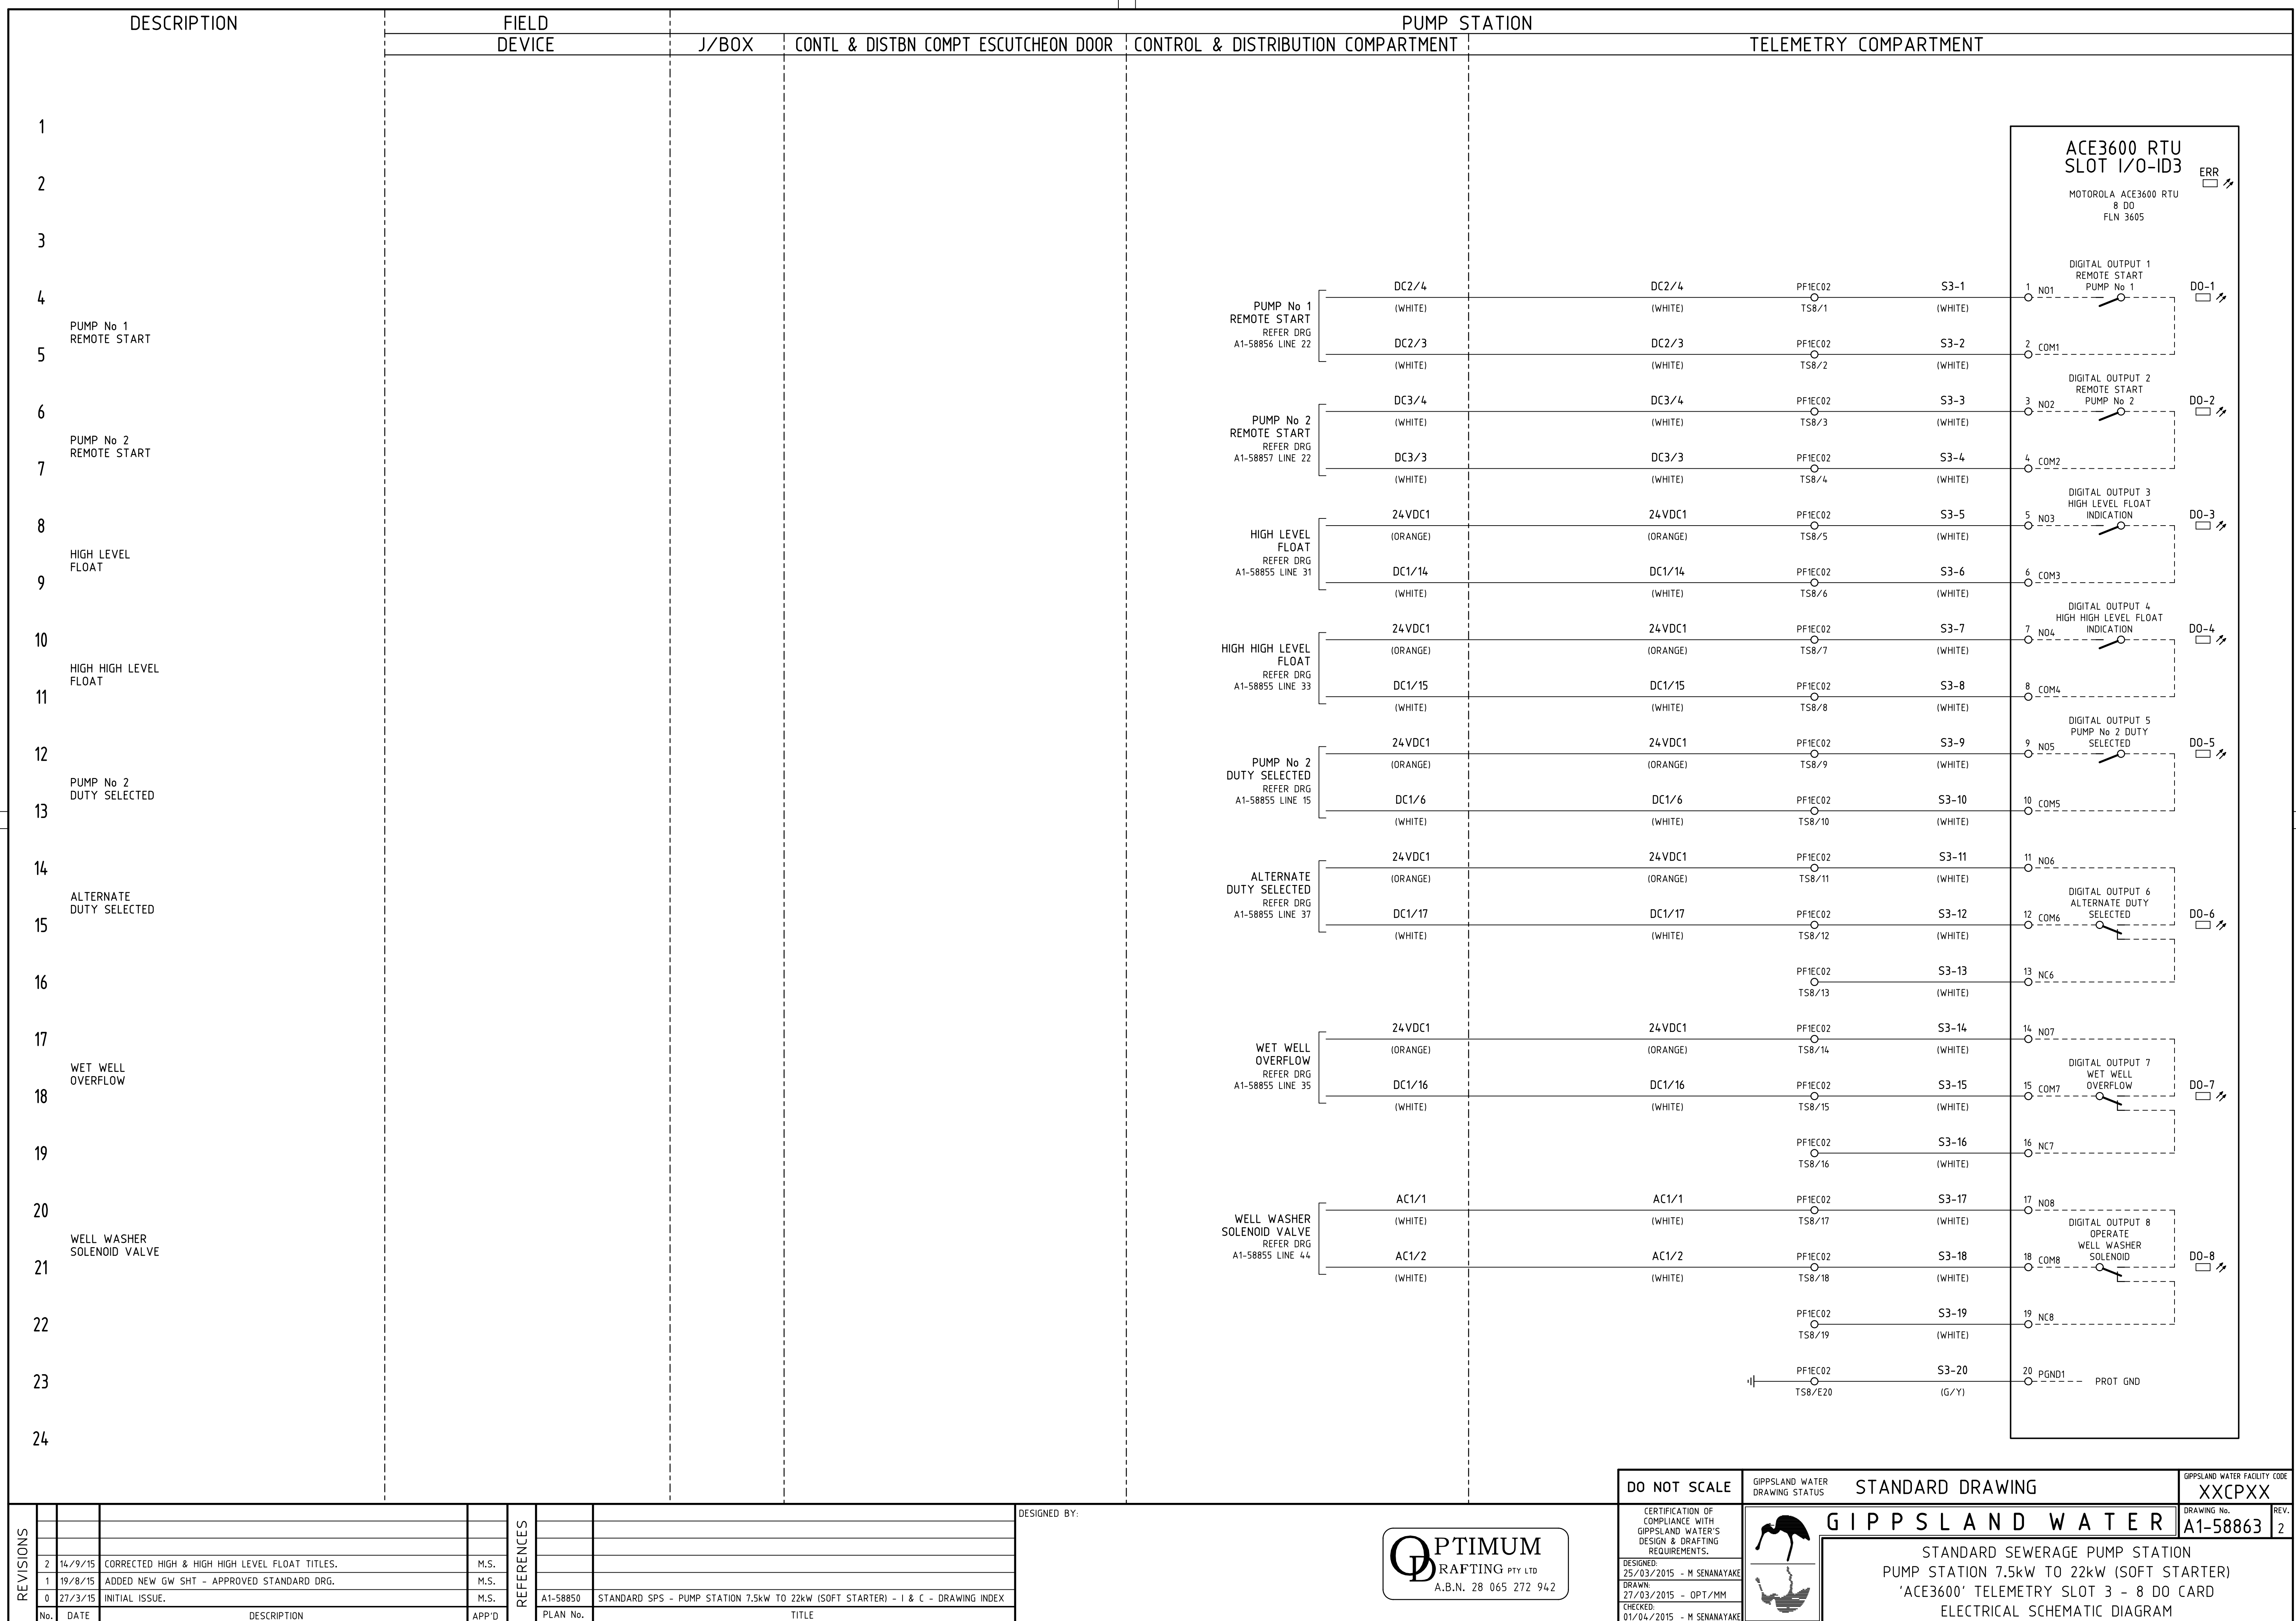 DESCRIPTION
FIELD
PUMP STATION
DEVICE
J/BOX
CONTL & DISTBN COMPT ESCUTCHEON DOOR
CONTROL & DISTRIBUTION COMPARTMENT
TELEMETRY COMPARTMENT
ACE3600 RTU
SLOT I/O-ID3
ERR
MOTOROLA ACE3600 RTU
8 DO
FLN 3605
1
2
3
4
PUMP No 1
REMOTE START
5
PUMP No 1
REMOTE START
REFER DRG
A1-58856 LINE 22
DC2/4 DC2/4 PF1EC02 S3-1 1 NO1
(WHITE) (WHITE) TS8/1 (WHITE)
DIGITAL OUTPUT 1
REMOTE START
PUMP No 1
DO-1
DC2/3 DC2/3 PF1EC02 S3-2 2 COM1
(WHITE) (WHITE) TS8/2 (WHITE)
6
PUMP No 2
REMOTE START
7
PUMP No 2
REMOTE START
REFER DRG
A1-58857 LINE 22
DC3/4 DC3/4 PF1EC02 S3-3 3 NO2
(WHITE) (WHITE) TS8/3 (WHITE)
DIGITAL OUTPUT 2
REMOTE START
PUMP No 2
DO-2
DC3/3 DC3/3 PF1EC02 S3-4 4 COM2
(WHITE) (WHITE) TS8/4 (WHITE)
8
HIGH LEVEL
FLOAT
9
HIGH LEVEL
FLOAT
REFER DRG
A1-58855 LINE 31
24VDC1 24VDC1 PF1EC02 S3-5 5 NO3
(ORANGE) (ORANGE) TS8/5 (WHITE)
DIGITAL OUTPUT 3
HIGH LEVEL FLOAT
INDICATION
DO-3
DC1/14 DC1/14 PF1EC02 S3-6 6 COM3
(WHITE) (WHITE) TS8/6 (WHITE)
10
HIGH HIGH LEVEL
FLOAT
11
HIGH HIGH LEVEL
FLOAT
REFER DRG
A1-58855 LINE 33
24VDC1 24VDC1 PF1EC02 S3-7 7 NO4
(ORANGE) (ORANGE) TS8/7 (WHITE)
DIGITAL OUTPUT 4
HIGH HIGH LEVEL FLOAT
INDICATION
DO-4
DC1/15 DC1/15 PF1EC02 S3-8 8 COM4
(WHITE) (WHITE) TS8/8 (WHITE)
12
PUMP No 2
DUTY SELECTED
13
PUMP No 2
DUTY SELECTED
REFER DRG
A1-58855 LINE 15
24VDC1 24VDC1 PF1EC02 S3-9 9 NO5
(ORANGE) (ORANGE) TS8/9 (WHITE)
DIGITAL OUTPUT 5
PUMP No 2 DUTY
SELECTED
DO-5
DC1/6 DC1/6 PF1EC02 S3-10 10 COM5
(WHITE) (WHITE) TS8/10 (WHITE)
14
ALTERNATE
DUTY SELECTED
15
ALTERNATE
DUTY SELECTED
REFER DRG
A1-58855 LINE 37
24VDC1 24VDC1 PF1EC02 S3-11 11 NO6
(ORANGE) (ORANGE) TS8/11 (WHITE)
DIGITAL OUTPUT 6
ALTERNATE DUTY
SELECTED
DO-6
DC1/17 DC1/17 PF1EC02 S3-12 12 COM6
(WHITE) (WHITE) TS8/12 (WHITE)
16
PF1EC02 S3-13 13 NC6
TS8/13 (WHITE)
17
WET WELL
OVERFLOW
18
WET WELL
OVERFLOW
REFER DRG
A1-58855 LINE 35
24VDC1 24VDC1 PF1EC02 S3-14 14 NO7
(ORANGE) (ORANGE) TS8/14 (WHITE)
DIGITAL OUTPUT 7
WET WELL
OVERFLOW
DO-7
DC1/16 DC1/16 PF1EC02 S3-15 15 COM7
(WHITE) (WHITE) TS8/15 (WHITE)
19
PF1EC02 S3-16 16 NC7
TS8/16 (WHITE)
20
WELL WASHER
SOLENOID VALVE
21
WELL WASHER
SOLENOID VALVE
REFER DRG
A1-58855 LINE 44
AC1/1 AC1/1 PF1EC02 S3-17 17 NO8
(WHITE) (WHITE) TS8/17 (WHITE)
DIGITAL OUTPUT 8
OPERATE
WELL WASHER
SOLENOID
DO-8
AC1/2 AC1/2 PF1EC02 S3-18 18 COM8
(WHITE) (WHITE) TS8/18 (WHITE)
22
PF1EC02 S3-19 19 NC8
TS8/19 (WHITE)
23
PF1EC02 S3-20 20 PGND1 PROT GND
TS8/E20 (G/Y)
24
REVISIONS
2 14/9/15 CORRECTED HIGH & HIGH HIGH LEVEL FLOAT TITLES. M.S.
1 19/8/15 ADDED NEW GW SHT - APPROVED STANDARD DRG. M.S.
0 27/3/15 INITIAL ISSUE. M.S.
No. DATE DESCRIPTION APP'D
REFERENCES
A1-58850 STANDARD SPS - PUMP STATION 7.5kW TO 22kW (SOFT STARTER) - I & C - DRAWING INDEX
PLAN No. TITLE
DESIGNED BY:
OPTIMUM
DRAFTING PTY LTD
A.B.N. 28 065 272 942
DO NOT SCALE
CERTIFICATION OF
COMPLIANCE WITH
GIPPSLAND WATER'S
DESIGN & DRAFTING
REQUIREMENTS.
DESIGNED:
25/03/2015 - M SENANAYAKE
DRAWN:
27/03/2015 - OPT/MM
CHECKED:
01/04/2015 - M SENANAYAKE
GIPPSLAND WATER
DRAWING STATUS
STANDARD DRAWING
GIPPSLAND WATER FACILITY CODE
XXCPXX
GIPPSLAND WATER
DRAWING No.
A1-58863
REV.
2
STANDARD SEWERAGE PUMP STATION
PUMP STATION 7.5kW TO 22kW (SOFT STARTER)
'ACE3600' TELEMETRY SLOT 3 - 8 DO CARD
ELECTRICAL SCHEMATIC DIAGRAM